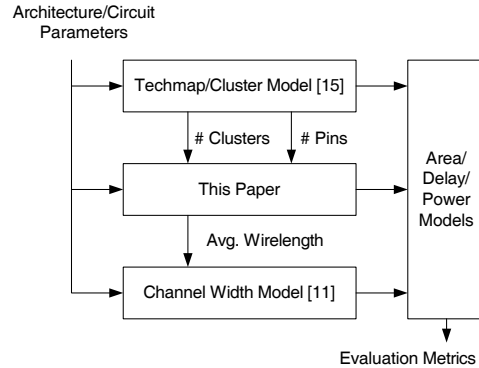 Architecture/Circuit
Parameters
Techmap/Cluster Model [15]
# Clusters
# Pins
This Paper
Avg. Wirelength
Channel Width Model [11]
Area/
Delay/
Power
Models
Evaluation Metrics